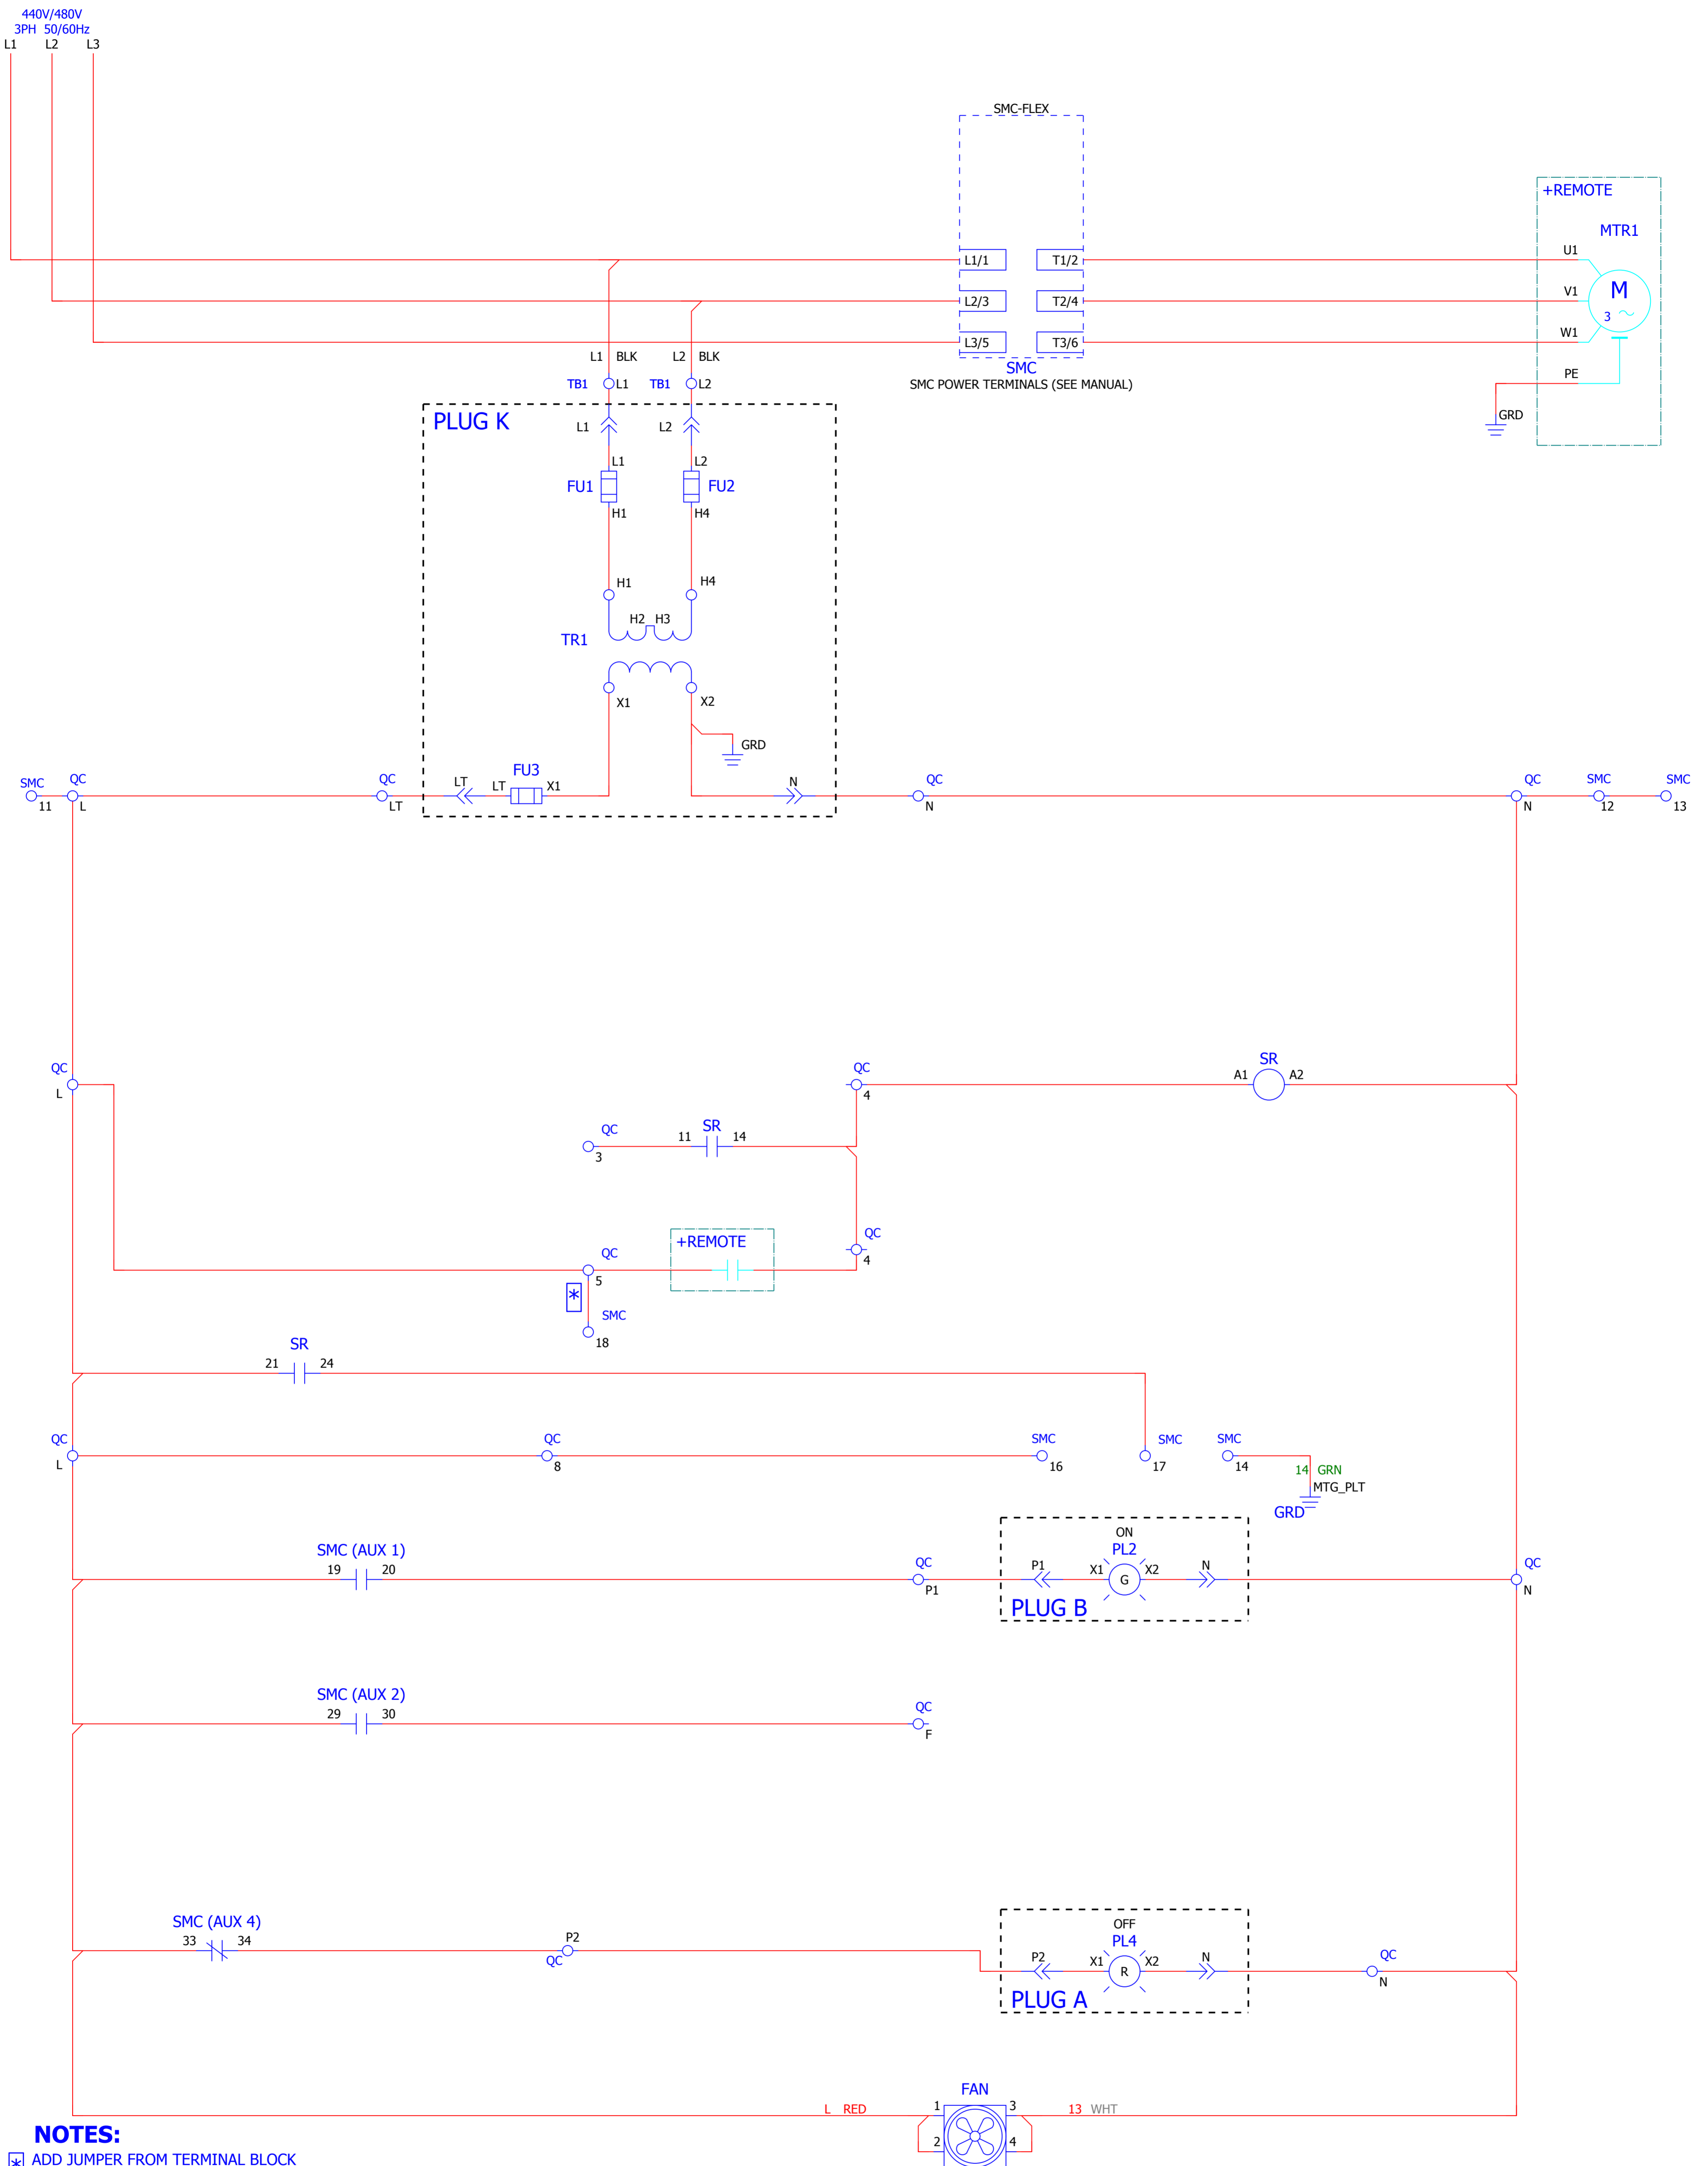 440V/480V
3PH 50/60Hz
L1 L2 L3
SMC-FLEX
+REMOTE
MTR1
L1/1 T1/2 U1
L2/3 T2/4 V1
M
3
L3/5 T3/6 W1
SMC
SMC POWER TERMINALS (SEE MANUAL)
PE
GRD
L1 BLK L2 BLK
TB1 L1 TB1 L2
PLUG K
L1 L2
L1 L2
FU1 FU2
H1 H4
H1 H4
H2 H3
TR1
X1 X2
GRD
SMC QC QC LT LT FU3 X1 N QC QC SMC SMC
11 L LT N N 12 13
QC QC SR
L 4 A1 A2
QC SR
3 11 14
QC +REMOTE QC
5 4
*
SMC
18
SR
21 24
QC QC SMC SMC SMC
L 8 16 17 14
14 GRN
MTG_PLT
GRD
SMC (AUX 1)
19 20
QC
P1
ON
PL2
P1 X1 G X2 N
PLUG B
QC
N
SMC (AUX 2)
29 30
QC
F
SMC (AUX 4)
33 34
P2
QC
OFF
PL4
P2 X1 R X2 N
PLUG A
QC
N
FAN
L RED 1 3 13 WHT
2 4
NOTES:
* ADD JUMPER FROM TERMINAL BLOCK